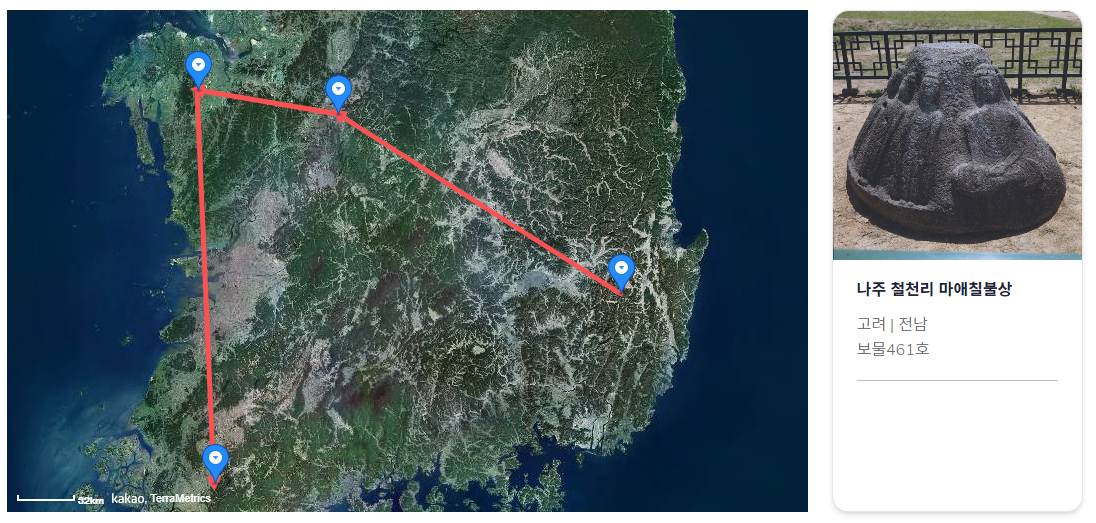 32km kakao. TerraMetrics
나주 철천리 마애칠불상
고려 | 전남
보물461호